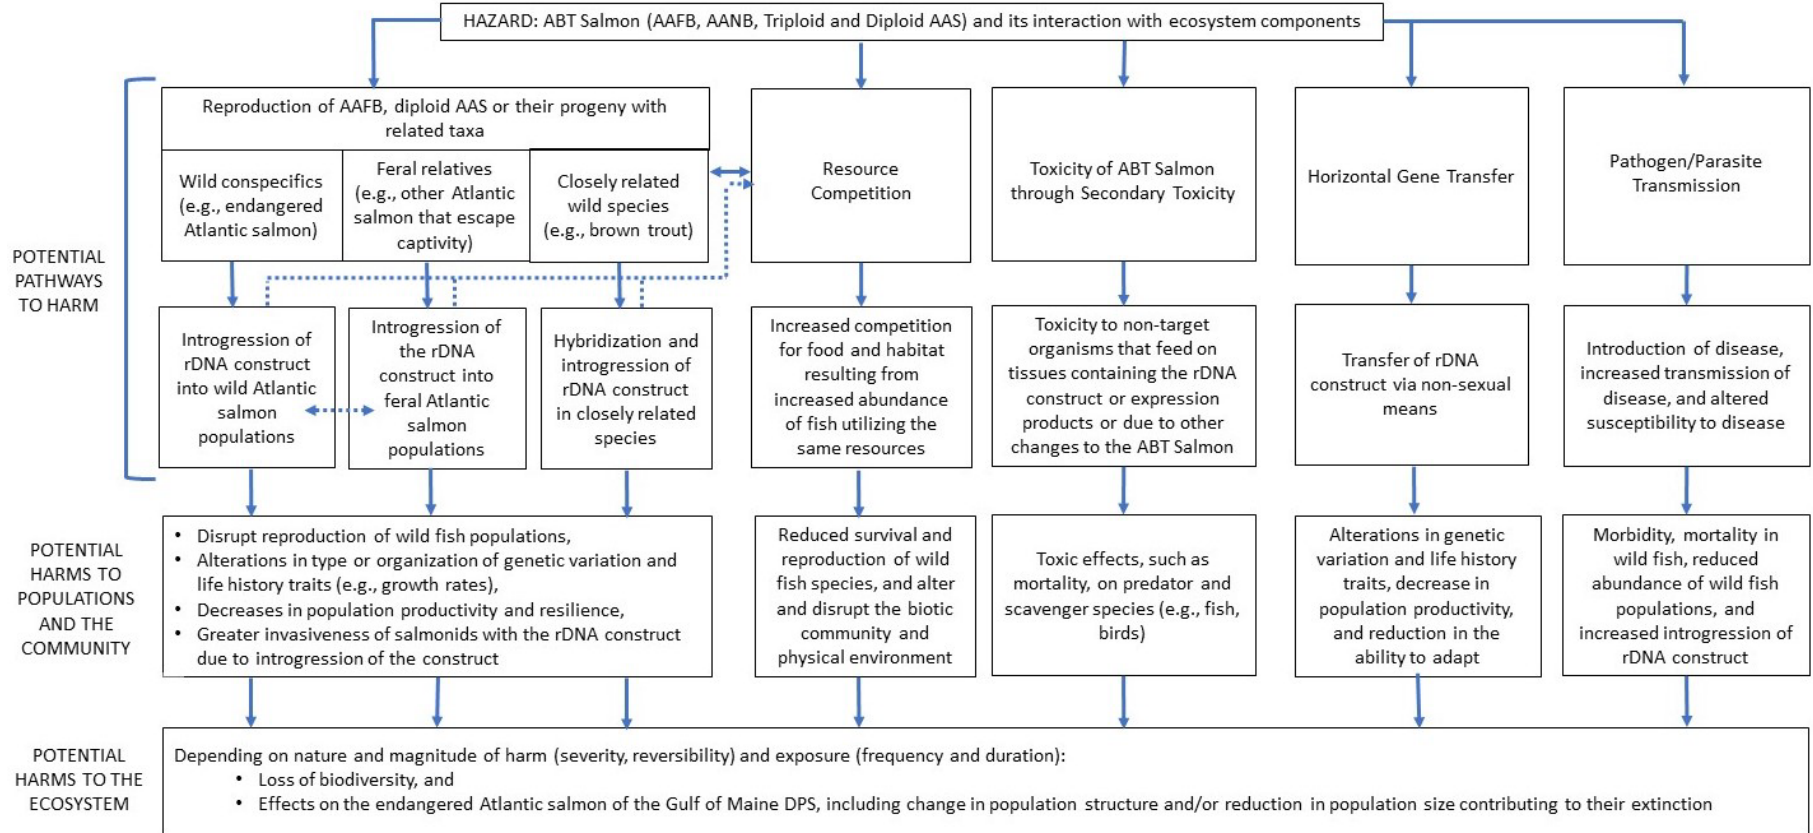 HAZARD: ABT Salmon (AAFB, AANB, Triploid and Diploid AAS) and its interaction with ecosystem components
POTENTIAL
PATHWAYS
TO HARM
Reproduction of AAFB, diploid AAS or their progeny with
related taxa
Wild conspecifics
(e.g., endangered
Atlantic salmon)
Feral relatives
(e.g., other Atlantic
salmon that escape
captivity)
Closely related
wild species
(e.g., brown trout)
Resource
Competition
Toxicity of ABT Salmon
through Secondary Toxicity
Horizontal Gene Transfer
Pathogen/Parasite
Transmission
Introgression of
rDNA construct
into wild Atlantic
salmon
populations
Introgression of
the rDNA
construct into
feral Atlantic
salmon
populations
Hybridization and
introgression of
rDNA construct
in closely related
species
Increased competition
for food and habitat
resulting from
increased abundance
of fish utilizing the
same resources
Toxicity to non-target
organisms that feed on
tissues containing the rDNA
construct or expression
products or due to other
changes to the ABT Salmon
Transfer of rDNA
construct via non-sexual
means
Introduction of disease,
increased transmission of
disease, and altered
susceptibility to disease
POTENTIAL
HARMS TO
POPULATIONS
AND THE
COMMUNITY
• Disrupt reproduction of wild fish populations,
• Alterations in type or organization of genetic variation and
life history traits (e.g., growth rates),
• Decreases in population productivity and resilience,
• Greater invasiveness of salmonids with the rDNA construct
due to introgression of the construct
Reduced survival and
reproduction of wild
fish species, and alter
and disrupt the biotic
community and
physical environment
Toxic effects, such as
mortality, on predator and
scavenger species (e.g., fish,
birds)
Alterations in genetic
variation and life history
traits, decrease in
population productivity,
and reduction in the
ability to adapt
Morbidity, mortality in
wild fish, reduced
abundance of wild fish
populations, and
increased introgression of
rDNA construct
POTENTIAL
HARMS TO THE
ECOSYSTEM
Depending on nature and magnitude of harm (severity, reversibility) and exposure (frequency and duration):
• Loss of biodiversity, and
• Effects on the endangered Atlantic salmon of the Gulf of Maine DPS, including change in population structure and/or reduction in population size contributing to their extinction